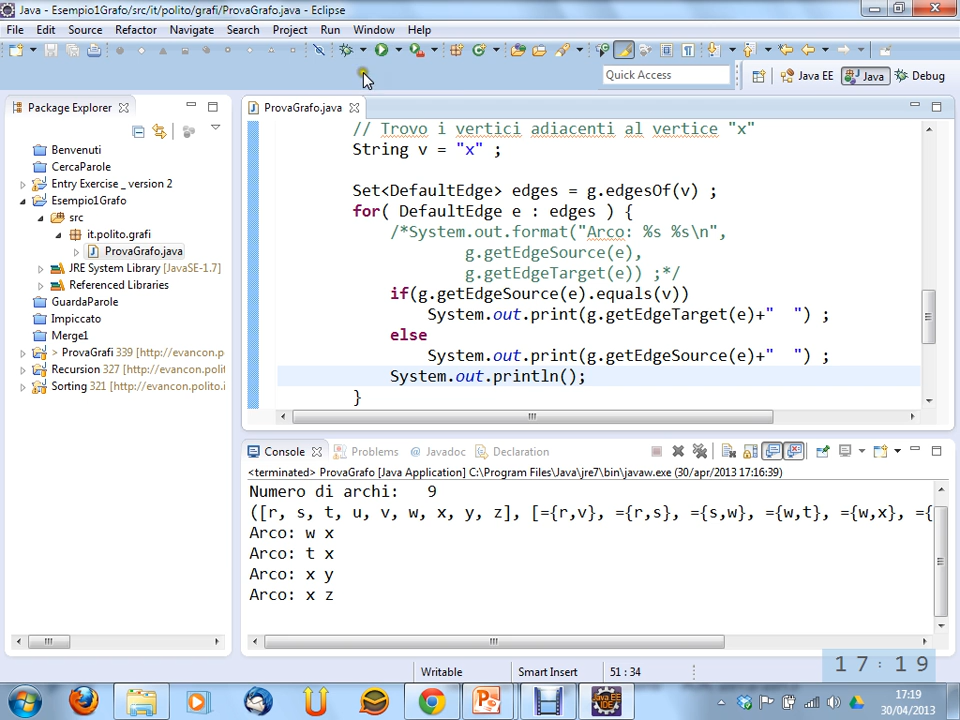 Java - Esempio1Grafo/src/it/polito/grafi/ProvaGrafo.java - Eclipse
File Edit Source Refactor Navigate Search Project Run Window Help
Quick Access
Java EE
Java
Debug
Package Explorer
Benvenuti
CercaParole
Entry Exercise _ version 2
Esempio1Grafo
src
it.polito.grafi
ProvaGrafo.java
JRE System Library [JavaSE-1.7]
Referenced Libraries
GuardaParole
Impiccato
Merge1
> ProvaGrafi 339 [http://evancon.p
Recursion 327 [http://evancon.polito.
Sorting 321 [http://evancon.polito.i
ProvaGrafo.java
// Trovo i vertici adiacenti al vertice "x"
String v = "x" ;
Set<DefaultEdge> edges = g.edgesOf(v) ;
for( DefaultEdge e : edges ) {
/*System.out.format("Arco: %s %s\n",
g.getEdgeSource(e),
g.getEdgeTarget(e)) ;*/
if(g.getEdgeSource(e).equals(v))
System.out.print(g.getEdgeTarget(e)+"  ") ;
else
System.out.print(g.getEdgeSource(e)+"  ") ;
System.out.println();
}
Console Problems @ Javadoc Declaration
<terminated> ProvaGrafo [Java Application] C:\Program Files\Java\jre7\bin\javaw.exe (30/apr/2013 17:16:39)
Numero di archi:   9
([r, s, t, u, v, w, x, y, z], [={r,v}, ={r,s}, ={s,w}, ={w,t}, ={w,x}, ={
Arco: w x
Arco: t x
Arco: x y
Arco: x z
Writable
Smart Insert
51 : 34
17:19
17:19
30/04/2013
Java EE
IDE